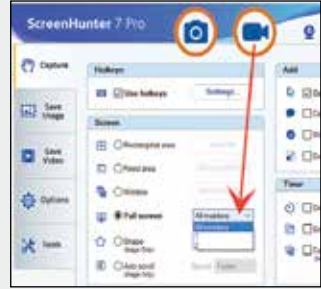 ScreenHunter 7 Pro
Capture
Save
Image
Save
Video
Options
Tools
Hotkeys
Use hotkeys
Settings
Screen
Rectangular area
Fixed area
Window
Full screen
All monitors
Shape
Auto scroll
Faster
Add
Timer